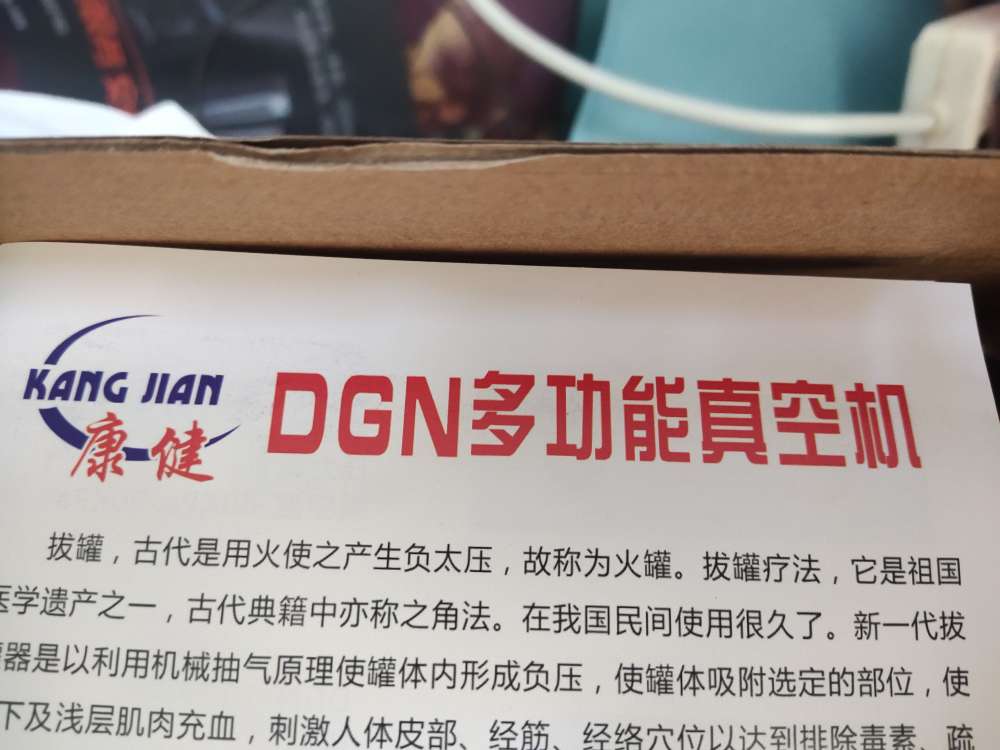 KANG JIAN
康健
DGN多功能真空机
拔罐，古代是用火使之产生负太压，故称为火罐。拔罐疗法，它是祖国
医学遗产之一，古代典籍中亦称之角法。在我国民间使用很久了。新一代拔
罐器是以利用机械抽气原理使罐体内形成负压，使罐体吸附选定的部位，使
下及浅层肌肉充血，刺激人体皮部、经筋、经络穴位以达到排除毒素、疏